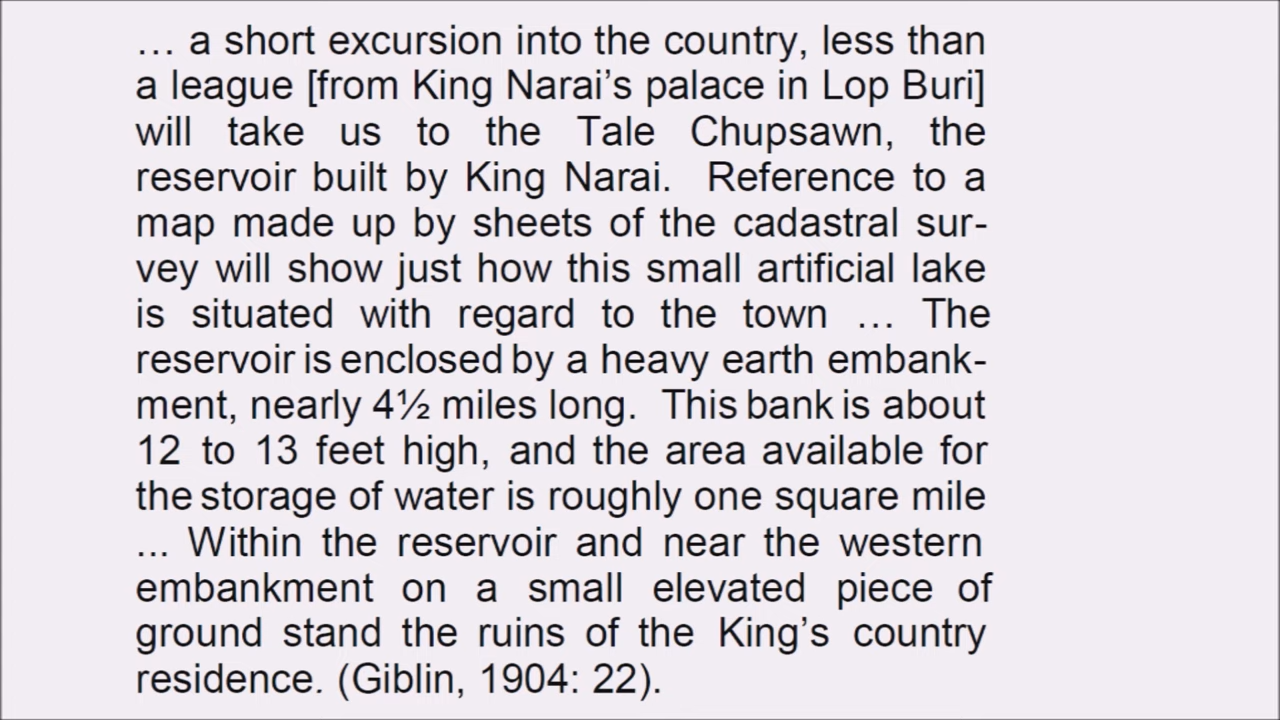 … a short excursion into the country, less than
a league [from King Narai’s palace in Lop Buri]
will take us to the Tale Chupsawn, the
reservoir built by King Narai. Reference to a
map made up by sheets of the cadastral sur-
vey will show just how this small artificial lake
is situated with regard to the town … The
reservoir is enclosed by a heavy earth embank-
ment, nearly 4½ miles long. This bank is about
12 to 13 feet high, and the area available for
the storage of water is roughly one square mile
... Within the reservoir and near the western
embankment on a small elevated piece of
ground stand the ruins of the King’s country
residence. (Giblin, 1904: 22).